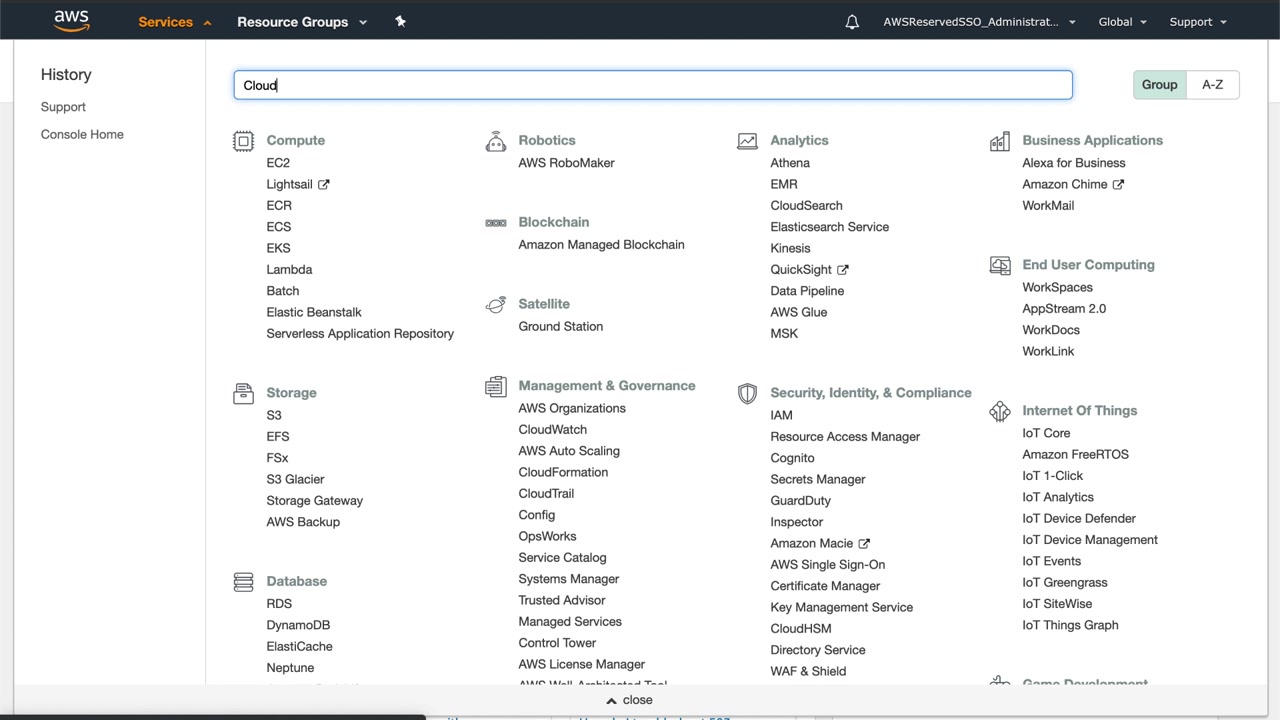 aws
Services
Resource Groups
AWSReservedSSO_Administrat...
Global
Support
History
Support
Console Home
Cloud
Group
A-Z
Compute
EC2
Lightsail
ECR
ECS
EKS
Lambda
Batch
Elastic Beanstalk
Serverless Application Repository
Storage
S3
EFS
FSx
S3 Glacier
Storage Gateway
AWS Backup
Database
RDS
DynamoDB
ElastiCache
Neptune
Robotics
AWS RoboMaker
Blockchain
Amazon Managed Blockchain
Satellite
Ground Station
Management & Governance
AWS Organizations
CloudWatch
AWS Auto Scaling
CloudFormation
CloudTrail
Config
OpsWorks
Service Catalog
Systems Manager
Trusted Advisor
Managed Services
Control Tower
AWS License Manager
AWS Well-Architected Tool
Analytics
Athena
EMR
CloudSearch
Elasticsearch Service
Kinesis
QuickSight
Data Pipeline
AWS Glue
MSK
Security, Identity, & Compliance
IAM
Resource Access Manager
Cognito
Secrets Manager
GuardDuty
Inspector
Amazon Macie
AWS Single Sign-On
Certificate Manager
Key Management Service
CloudHSM
Directory Service
WAF & Shield
Business Applications
Alexa for Business
Amazon Chime
WorkMail
End User Computing
WorkSpaces
AppStream 2.0
WorkDocs
WorkLink
Internet Of Things
IoT Core
Amazon FreeRTOS
IoT 1-Click
IoT Analytics
IoT Device Defender
IoT Device Management
IoT Events
IoT Greengrass
IoT SiteWise
IoT Things Graph
Game Development
close